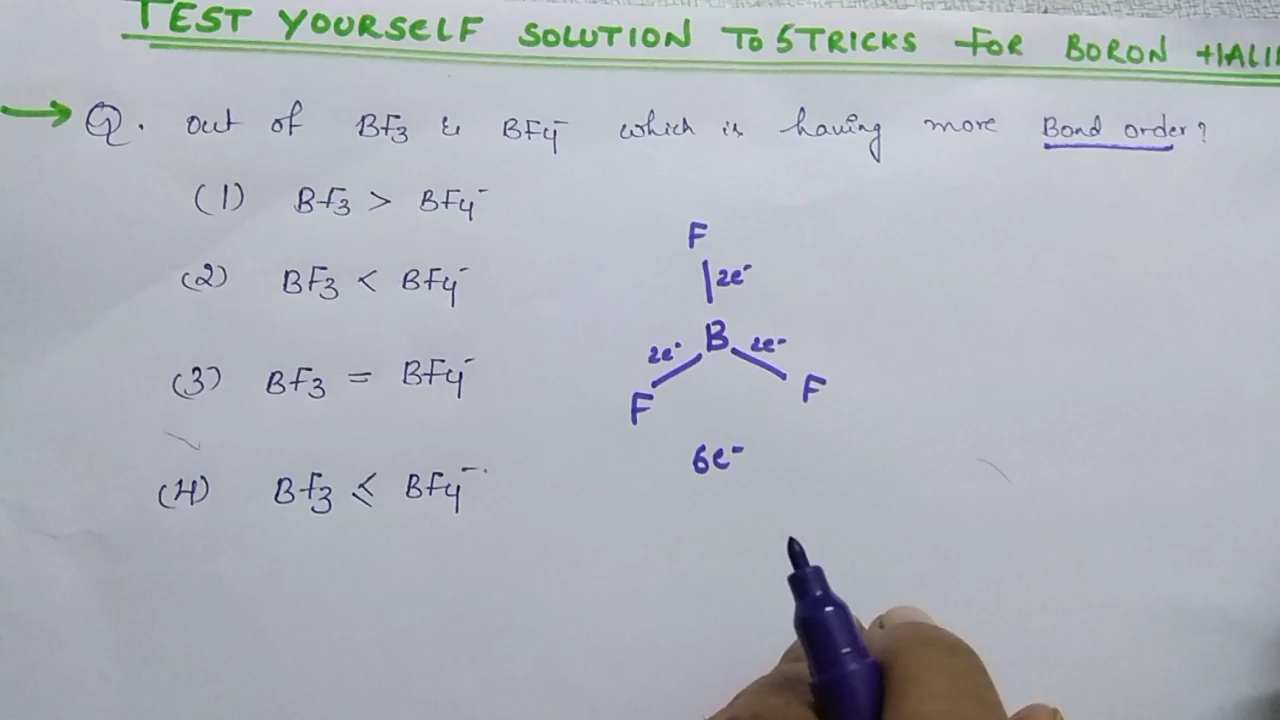 TEST YOURSELF SOLUTION TO 5 TRICKS FOR BORON HALI
Q. out of BF3 & BF4⁻ which is having more Bond order?
(1) BF3 > BF4⁻
(2) BF3 < BF4⁻
(3) BF3 = BF4⁻
(4) BF3 ⩽ BF4⁻
F
2e⁻
B
2e⁻ 2e⁻
F F
6e⁻